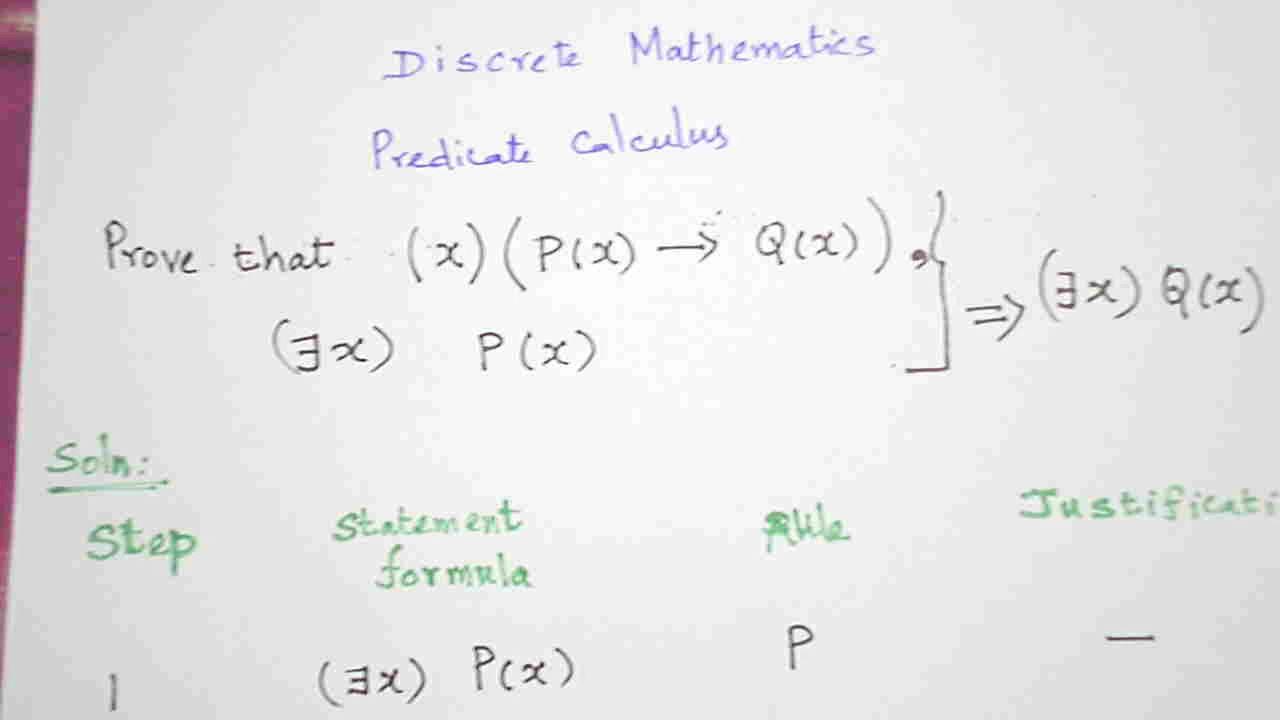 Discrete Mathematics
Predicate Calculus
Prove that (x) (P(x) → Q(x)), } ⇒ (∃x) Q(x)
(∃x) P(x)
Soln:
Step Statement formula Rule Justificati
1 (∃x) P(x) P —